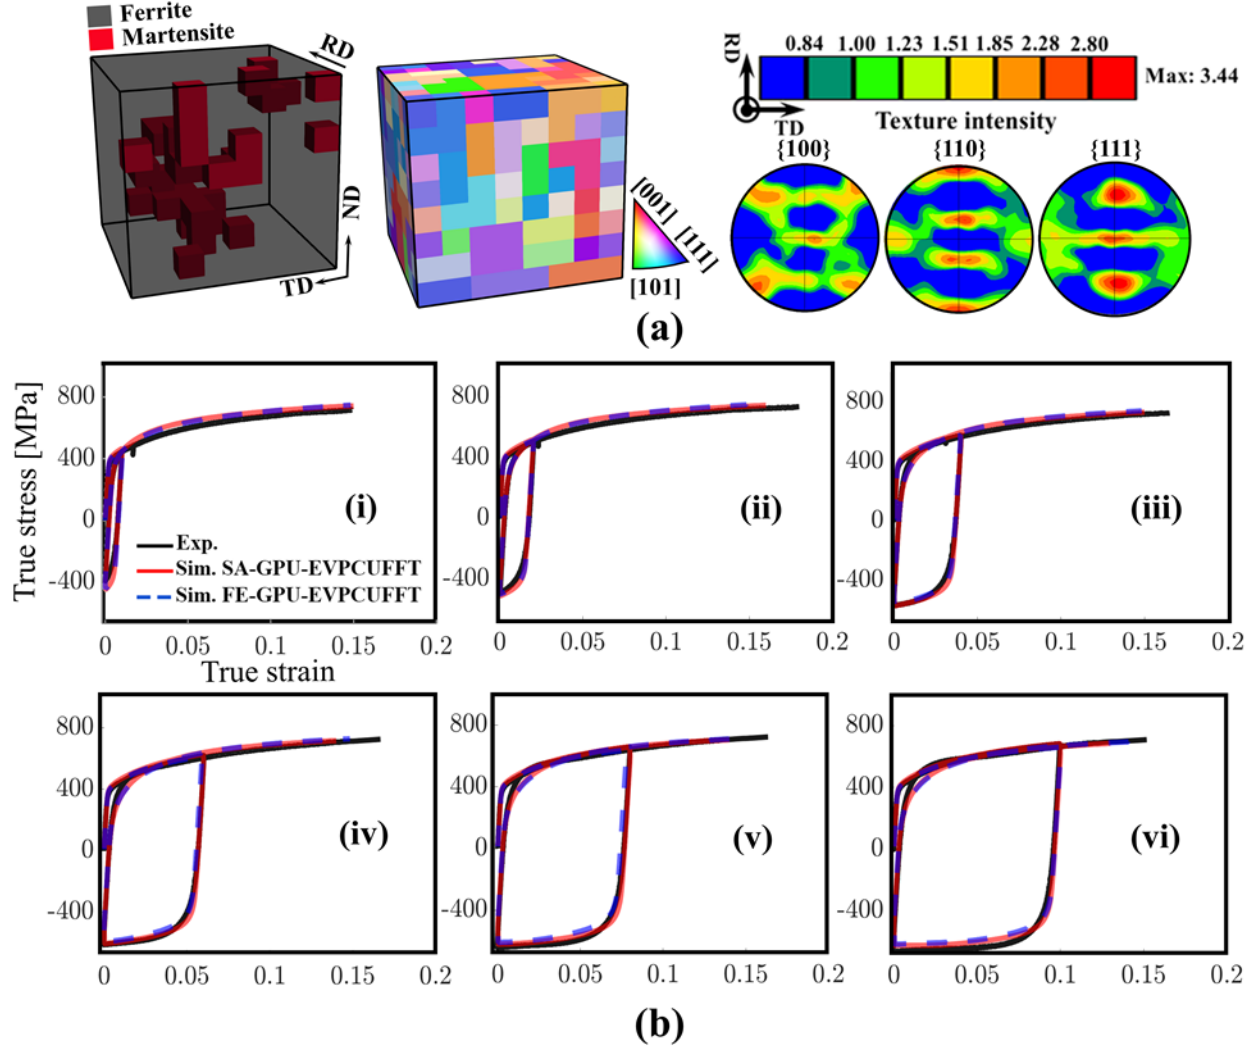 Ferrite
Martensite
RD
ND
TD
[001]
[111]
[101]
RD
TD
0.84 1.00 1.23 1.51 1.85 2.28 2.80
Max: 3.44
Texture intensity
{100} {110} {111}
(a)
True stress [MPa]
800
400
0
-400
(i)
Exp.
Sim. SA-GPU-EVPCUFFT
Sim. FE-GPU-EVPCUFFT
0 0.05 0.1 0.15 0.2
True strain
800
400
0
-400
(ii)
0 0.05 0.1 0.15 0.2
800
400
0
-400
(iii)
0 0.05 0.1 0.15 0.2
800
400
0
-400
(iv)
0 0.05 0.1 0.15 0.2
800
400
0
-400
(v)
0 0.05 0.1 0.15 0.2
800
400
0
-400
(vi)
0 0.05 0.1 0.15 0.2
(b)